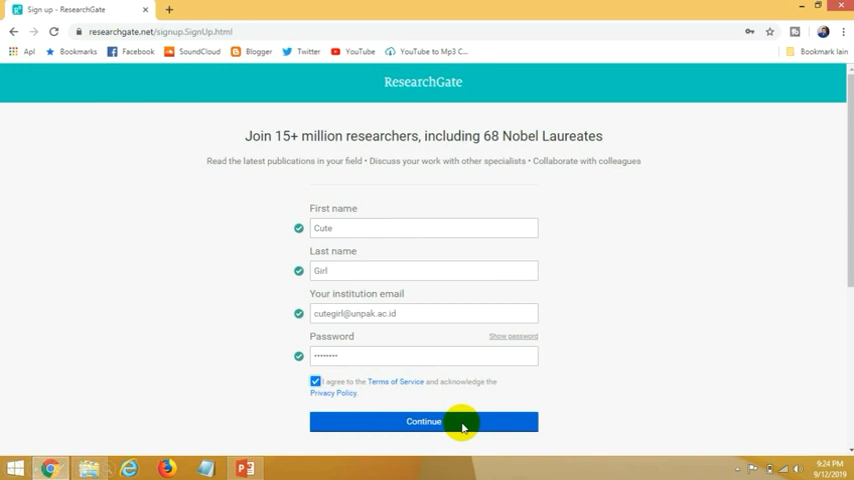 Sign up - ResearchGate
researchgate.net/signup.SignUp.html
Apl
Bookmarks
Facebook
SoundCloud
Blogger
Twitter
YouTube
YouTube to Mp3 C...
Bookmark lain
ResearchGate
Join 15+ million researchers, including 68 Nobel Laureates
Read the latest publications in your field • Discuss your work with other specialists • Collaborate with colleagues
First name
Cute
Last name
Girl
Your institution email
cutegirl@unpak.ac.id
Password
Show password
••••••••
I agree to the Terms of Service and acknowledge the
Privacy Policy.
Continue
9:24 PM
9/12/2019